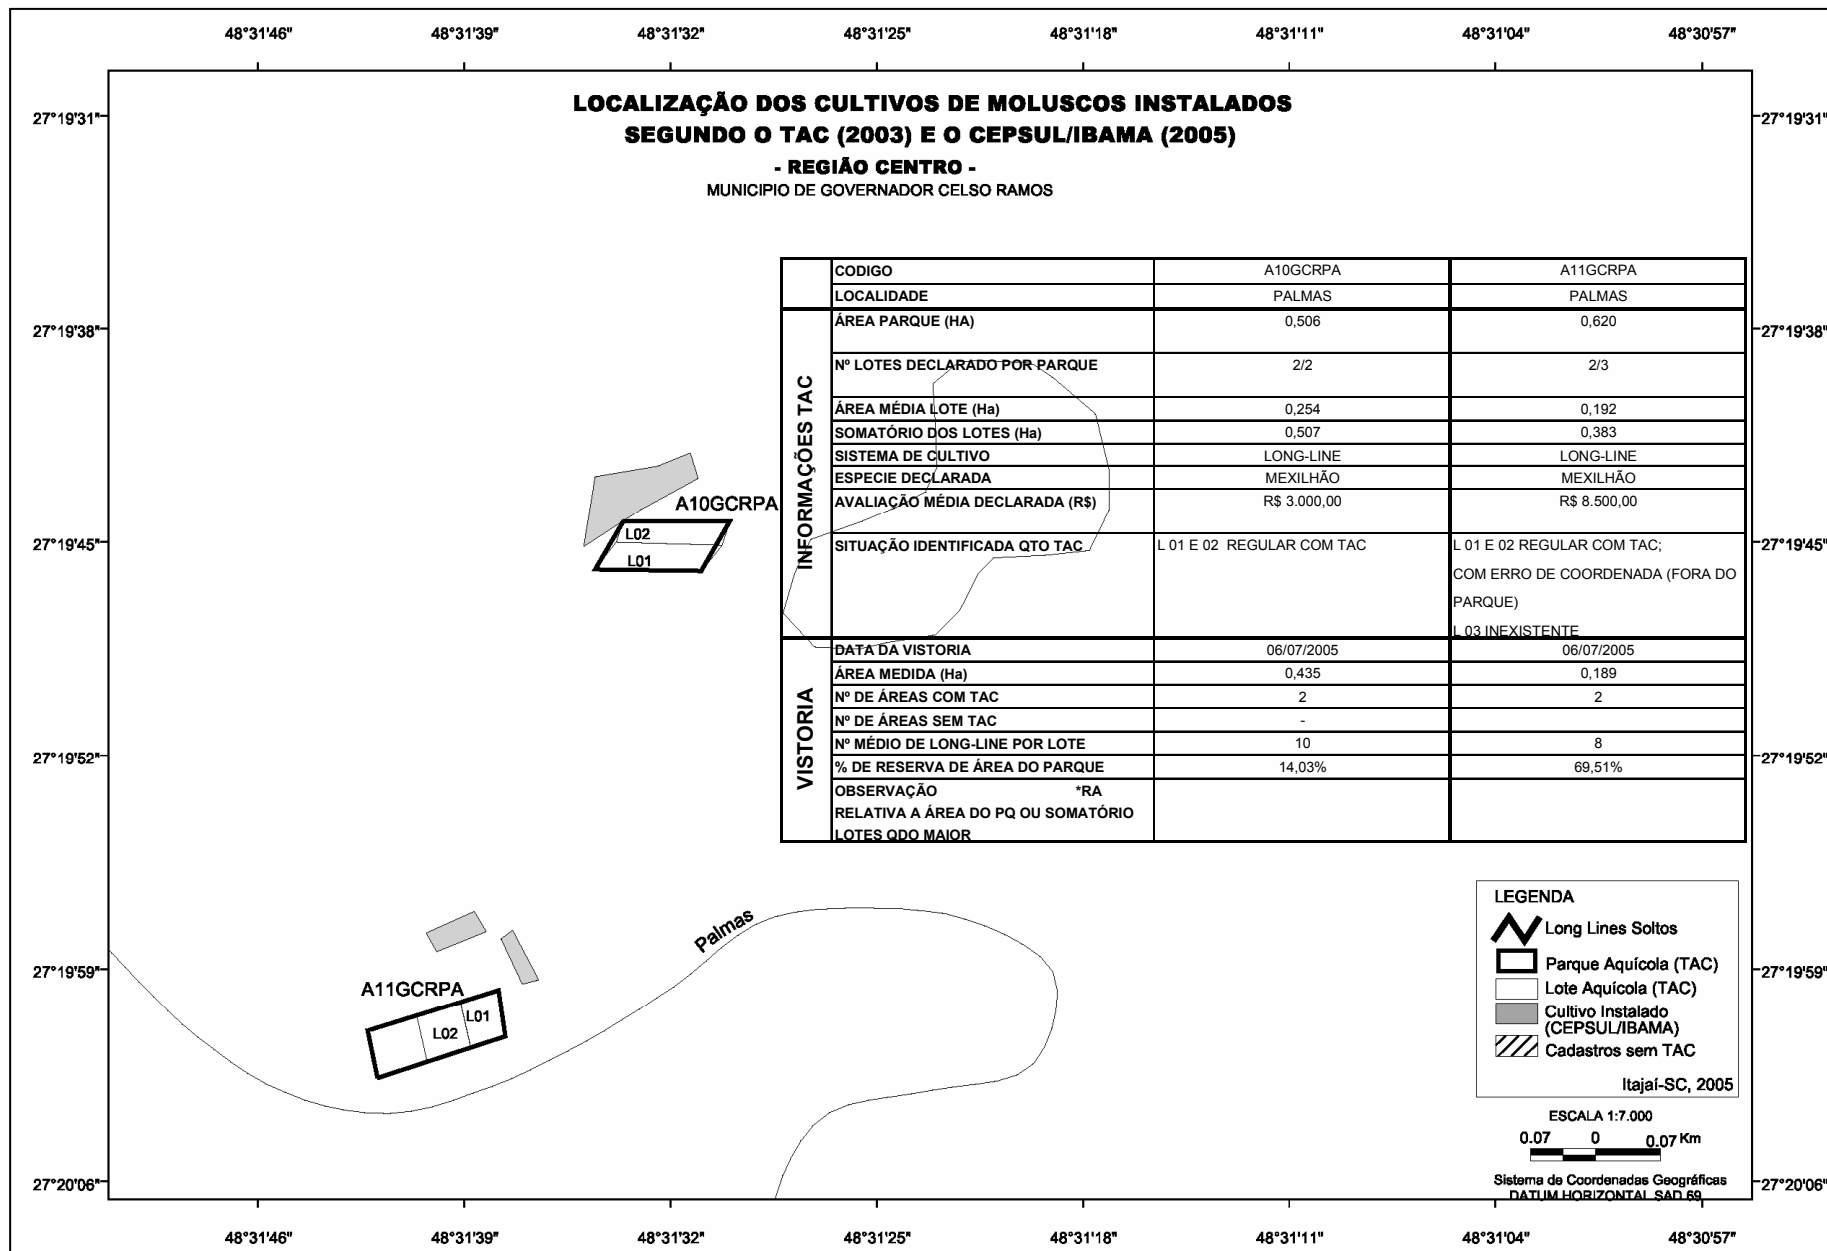 48°31'46" 48°31'39" 48°31'32" 48°31'25" 48°31'18" 48°31'11" 48°31'04" 48°30'57"
LOCALIZAÇÃO DOS CULTIVOS DE MOLUSCOS INSTALADOS
SEGUNDO O TAC (2003) E O CEPSUL/IBAMA (2005)
- REGIÃO CENTRO -
MUNICIPIO DE GOVERNADOR CELSO RAMOS
27°19'31" 27°19'31"
27°19'38" 27°19'38"
27°19'45" 27°19'45"
27°19'52" 27°19'52"
27°19'59" 27°19'59"
27°20'06" 27°20'06"
CODIGO A10GCRPA A11GCRPA
LOCALIDADE PALMAS PALMAS
INFORMAÇÕES TAC
ÁREA PARQUE (HA) 0,506 0,620
Nº LOTES DECLARADO POR PARQUE 2/2 2/3
ÁREA MÉDIA LOTE (Ha) 0,254 0,192
SOMATÓRIO DOS LOTES (Ha) 0,507 0,383
SISTEMA DE CULTIVO LONG-LINE LONG-LINE
ESPECIE DECLARADA MEXILHÃO MEXILHÃO
AVALIAÇÃO MÉDIA DECLARADA (R$) R$ 3.000,00 R$ 8.500,00
SITUAÇÃO IDENTIFICADA QTO TAC L 01 E 02 REGULAR COM TAC L 01 E 02 REGULAR COM TAC;
COM ERRO DE COORDENADA (FORA DO
PARQUE)
L 03 INEXISTENTE
VISTORIA
DATA DA VISTORIA 06/07/2005 06/07/2005
ÁREA MEDIDA (Ha) 0,435 0,189
Nº DE ÁREAS COM TAC 2 2
Nº DE ÁREAS SEM TAC -
Nº MÉDIO DE LONG-LINE POR LOTE 10 8
% DE RESERVA DE ÁREA DO PARQUE 14,03% 69,51%
OBSERVAÇÃO *RA
RELATIVA A ÁREA DO PQ OU SOMATÓRIO
LOTES QDO MAIOR
A10GCRPA
L02
L01
Palmas
A11GCRPA
L01
L02
LEGENDA
Long Lines Soltos
Parque Aquícola (TAC)
Lote Aquícola (TAC)
Cultivo Instalado
(CEPSUL/IBAMA)
Cadastros sem TAC
Itajaí-SC, 2005
ESCALA 1:7.000
0.07 0 0.07 Km
Sistema de Coordenadas Geográficas
DATUM HORIZONTAL SAD 69
48°31'46" 48°31'39" 48°31'32" 48°31'25" 48°31'18" 48°31'11" 48°31'04" 48°30'57"